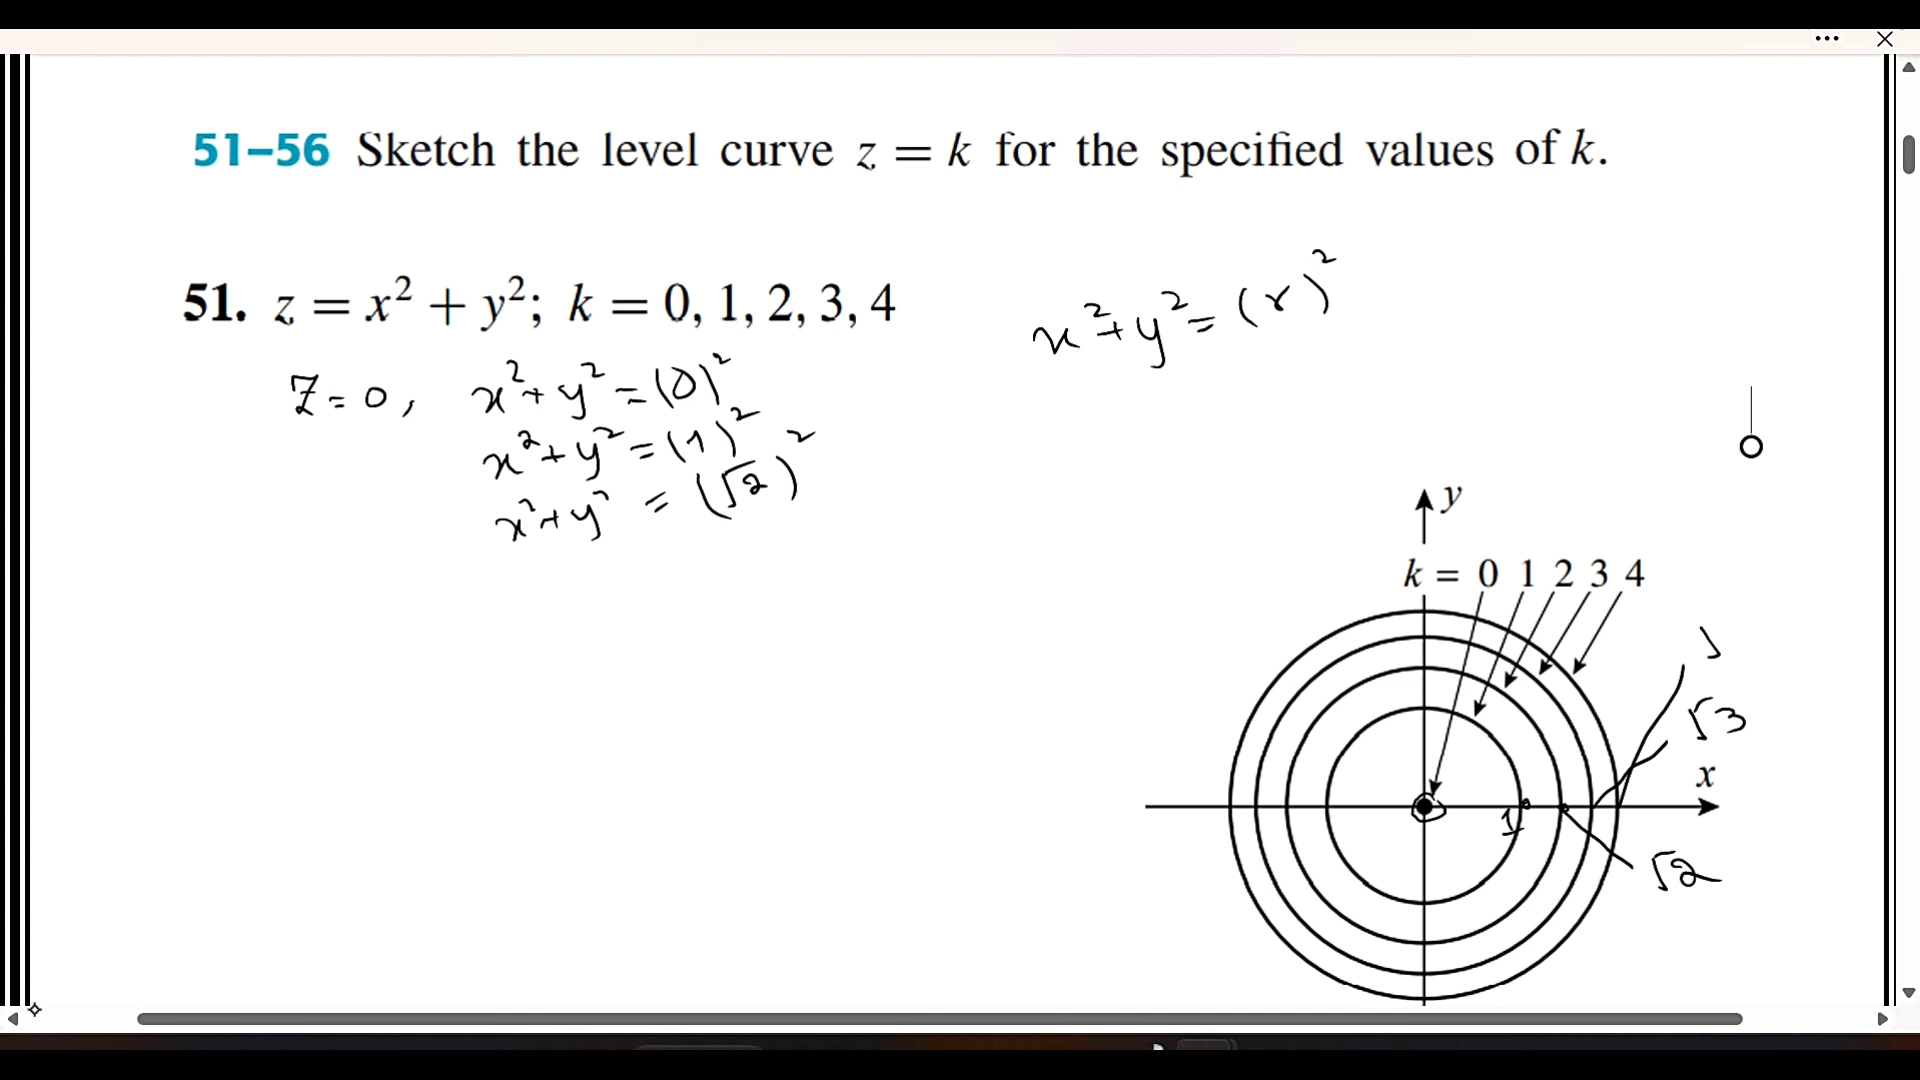 51–56 Sketch the level curve z = k for the specified values of k.
51. z = x² + y²; k = 0, 1, 2, 3, 4
x² + y² = (r)²
Z = 0, x² + y² = (0)²
x² + y² = (1)²
x² + y² = (√2)²
y
k = 0 1 2 3 4
√3
x
1
√2